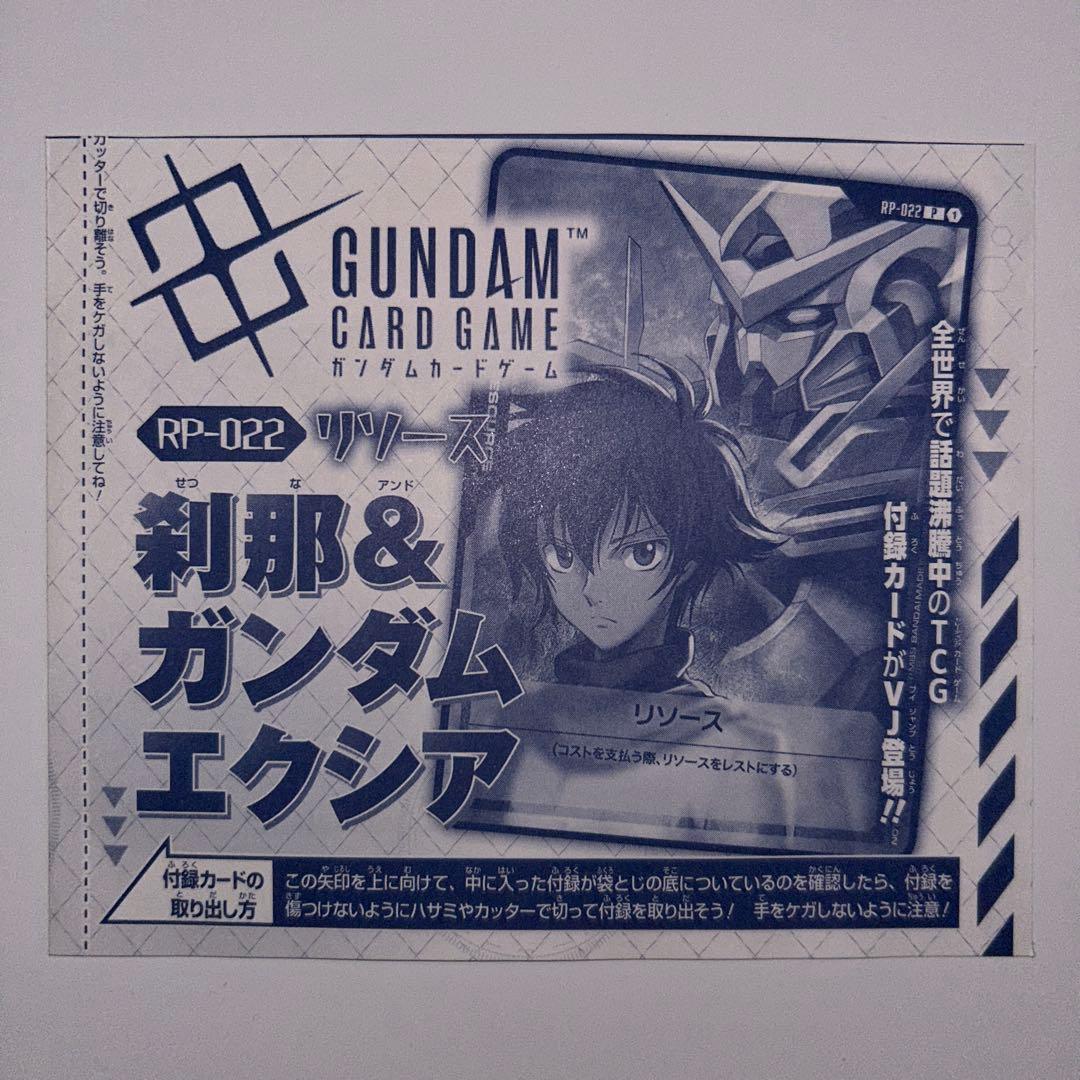 カッターで切り離そう。手をケガしないように注意してね!
GUNDAM™
CARD GAME
ガンダムカードゲーム
RP-022 リソース
せつ な アンド
刹那&
ガンダム
エクシア
RP-022 P 1
リソース
(コストを支払う際、リソースをレストにする)
全世界で話題沸騰中のTCG
付録カードがVJ登場!!
付録カードの
取り出し方
この矢印を上に向けて、中に入った付録が袋とじの底についているのを確認したら、付録を
傷つけないようにハサミやカッターで切って付録を取り出そう! 手をケガしないように注意!